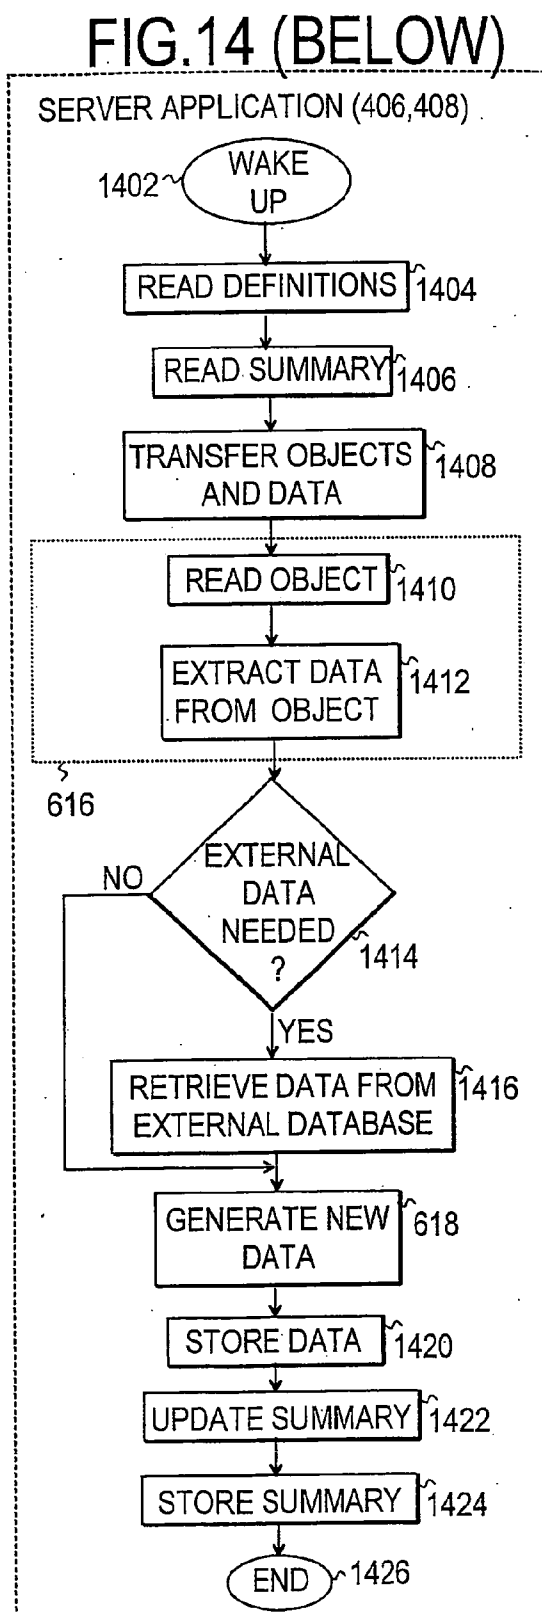 FIG.14 (BELOW)
SERVER APPLICATION (406,408)
1402
WAKE
UP
READ DEFINITIONS
1404
READ SUMMARY
1406
TRANSFER OBJECTS
AND DATA
1408
READ OBJECT
1410
EXTRACT DATA
FROM OBJECT
1412
616
EXTERNAL
DATA
NEEDED
?
1414
NO
YES
RETRIEVE DATA FROM
EXTERNAL DATABASE
1416
GENERATE NEW
DATA
618
STORE DATA
1420
UPDATE SUMMARY
1422
STORE SUMMARY
1424
END
1426